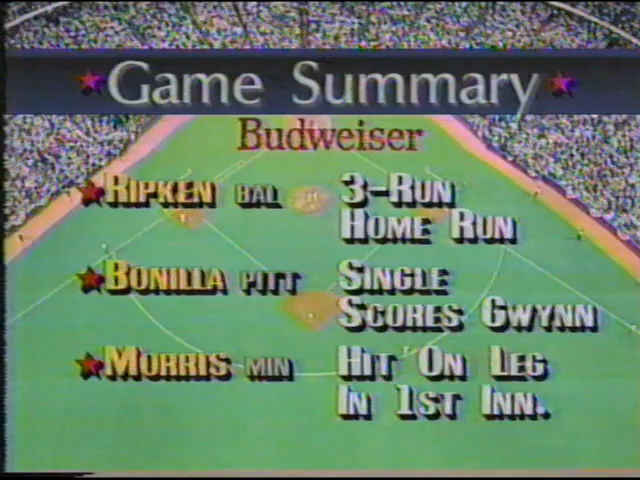 Game Summary
Budweiser
RIPKEN BAL 3-RUN
HOME RUN
BONILLA PITT SINGLE
SCORES GWYNN
MORRIS MIN HIT ON LEG
IN 1ST INN.